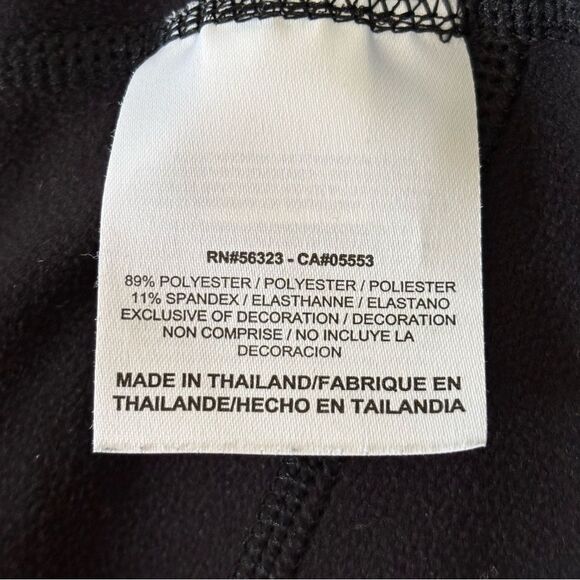 RN#56323 - CA#05553
89% POLYESTER / POLYESTER / POLIESTER
11% SPANDEX / ELASTHANNE / ELASTANO
EXCLUSIVE OF DECORATION / DECORATION
NON COMPRISE / NO INCLUYE LA
DECORACION
MADE IN THAILAND/FABRIQUE EN
THAILANDE/HECHO EN TAILANDIA